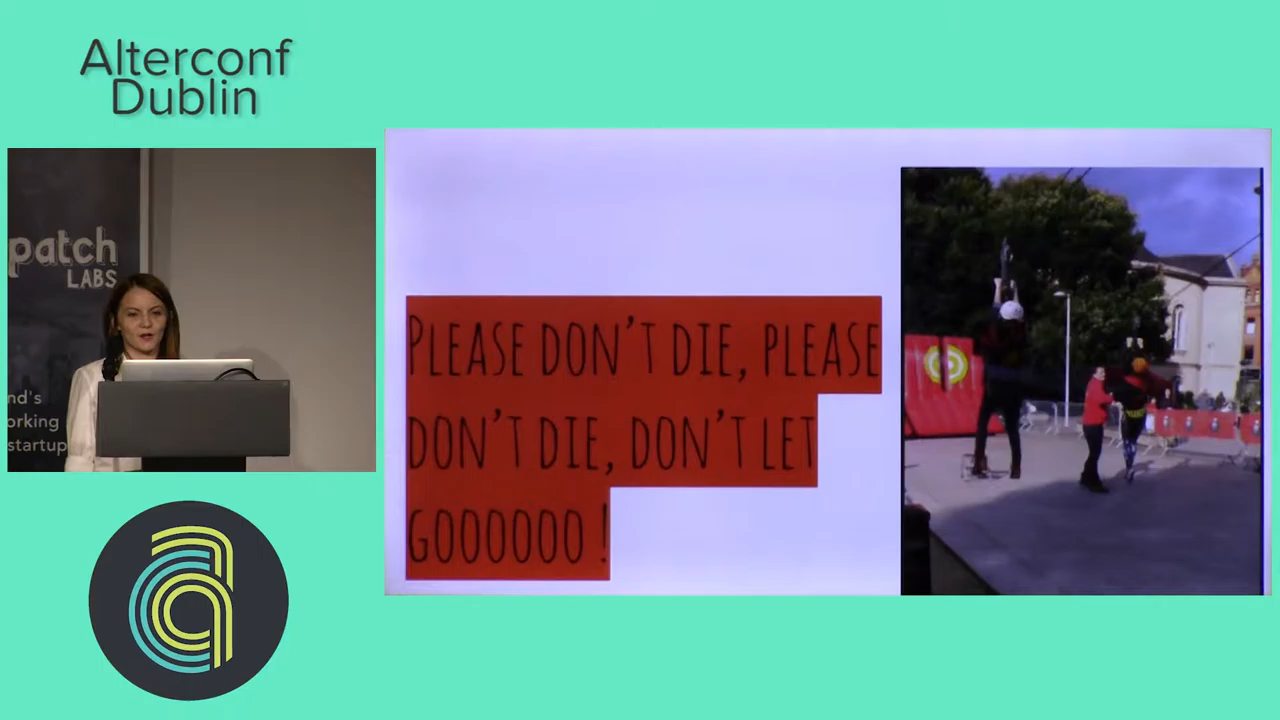 Alterconf
Dublin
patch
LABS
nd's
orking
startup
PLEASE DON'T DIE, PLEASE
DON'T DIE, DON'T LET
GOOOOOO !